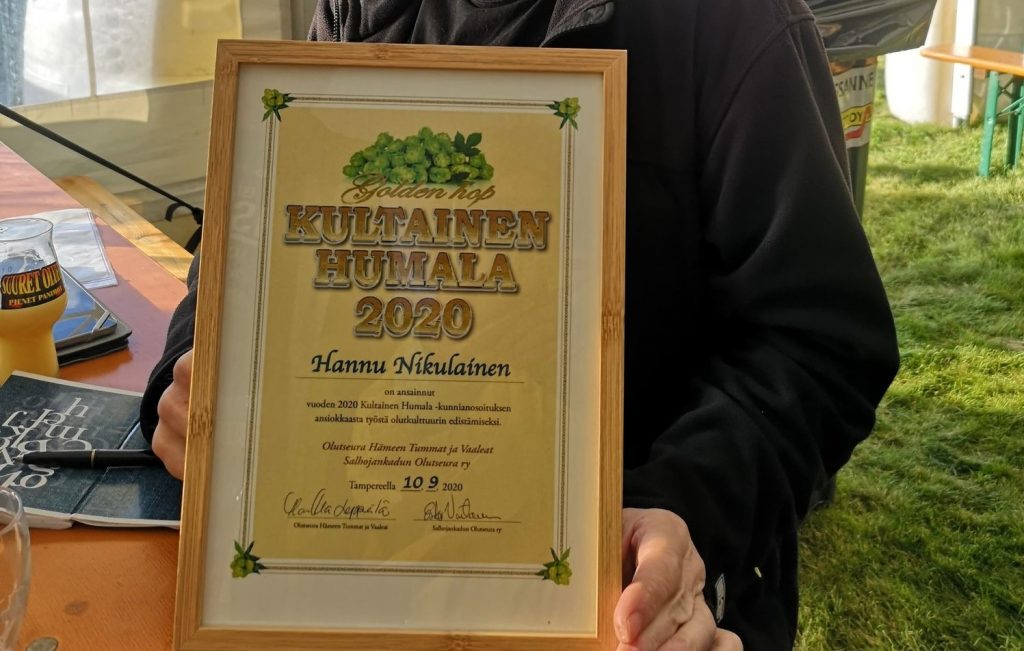 Golden hop
KULTAINEN
HUMALA
2020
Hannu Nikulainen
on ansainnut
vuoden 2020 Kultainen Humala -kunnianosoituksen
ansiokkaasta työstä olutkulttuurin edistämiseksi.
Olutseura Hämeen Tummat ja Vaaleat
Salhojankadun Olutseura ry
Tampereella 10 9 2020
Olutseura Hämeen Tummat ja Vaaleat
Salhojankadun Olutseura ry
SUURET
PIENET